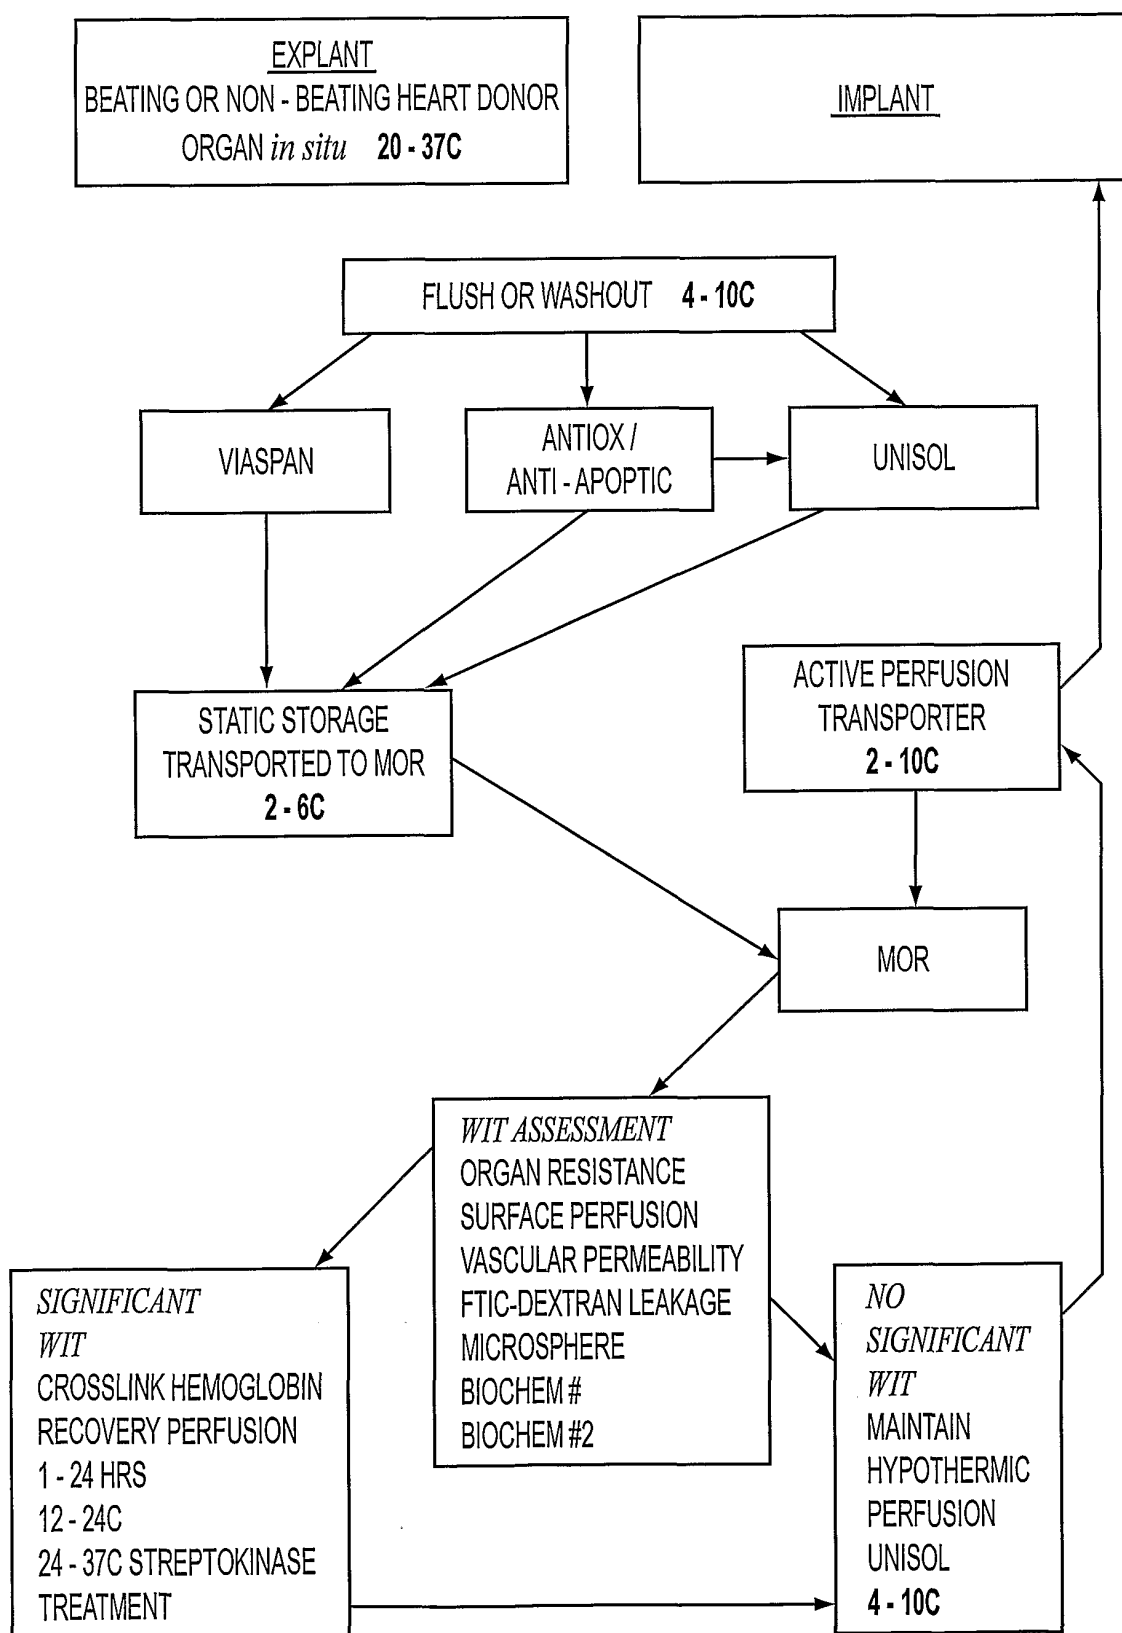 EXPLANT
BEATING OR NON - BEATING HEART DONOR
ORGAN in situ 20 - 37C
IMPLANT
FLUSH OR WASHOUT 4 - 10C
VIASPAN
ANTIOX /
ANTI - APOPTIC
UNISOL
STATIC STORAGE
TRANSPORTED TO MOR
2 - 6C
ACTIVE PERFUSION
TRANSPORTER
2 - 10C
MOR
WIT ASSESSMENT
ORGAN RESISTANCE
SURFACE PERFUSION
VASCULAR PERMEABILITY
FTIC-DEXTRAN LEAKAGE
MICROSPHERE
BIOCHEM #
BIOCHEM #2
SIGNIFICANT
WIT
CROSSLINK HEMOGLOBIN
RECOVERY PERFUSION
1 - 24 HRS
12 - 24C
24 - 37C STREPTOKINASE
TREATMENT
NO
SIGNIFICANT
WIT
MAINTAIN
HYPOTHERMIC
PERFUSION
UNISOL
4 - 10C